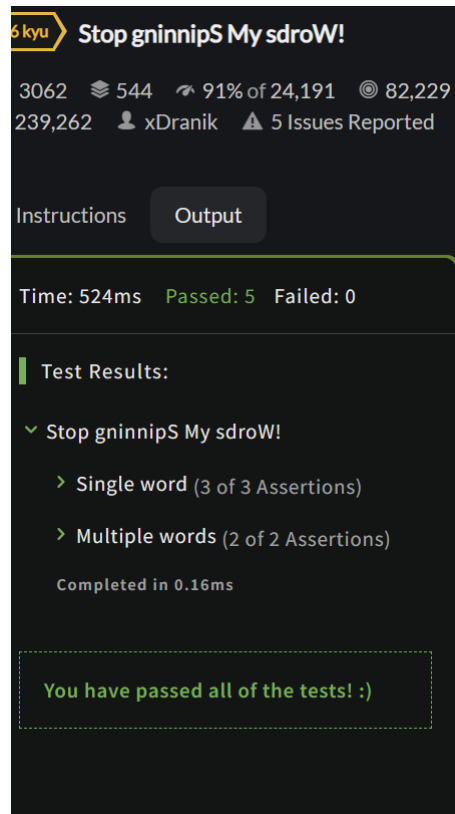 6 kyu Stop gninnipS My sdroW!
3062 544 91% of 24,191 82,229
239,262 xDranik 5 Issues Reported
Instructions Output
Time: 524ms Passed: 5 Failed: 0
Test Results:
Stop gninnipS My sdroW!
Single word (3 of 3 Assertions)
Multiple words (2 of 2 Assertions)
Completed in 0.16ms
You have passed all of the tests! :)